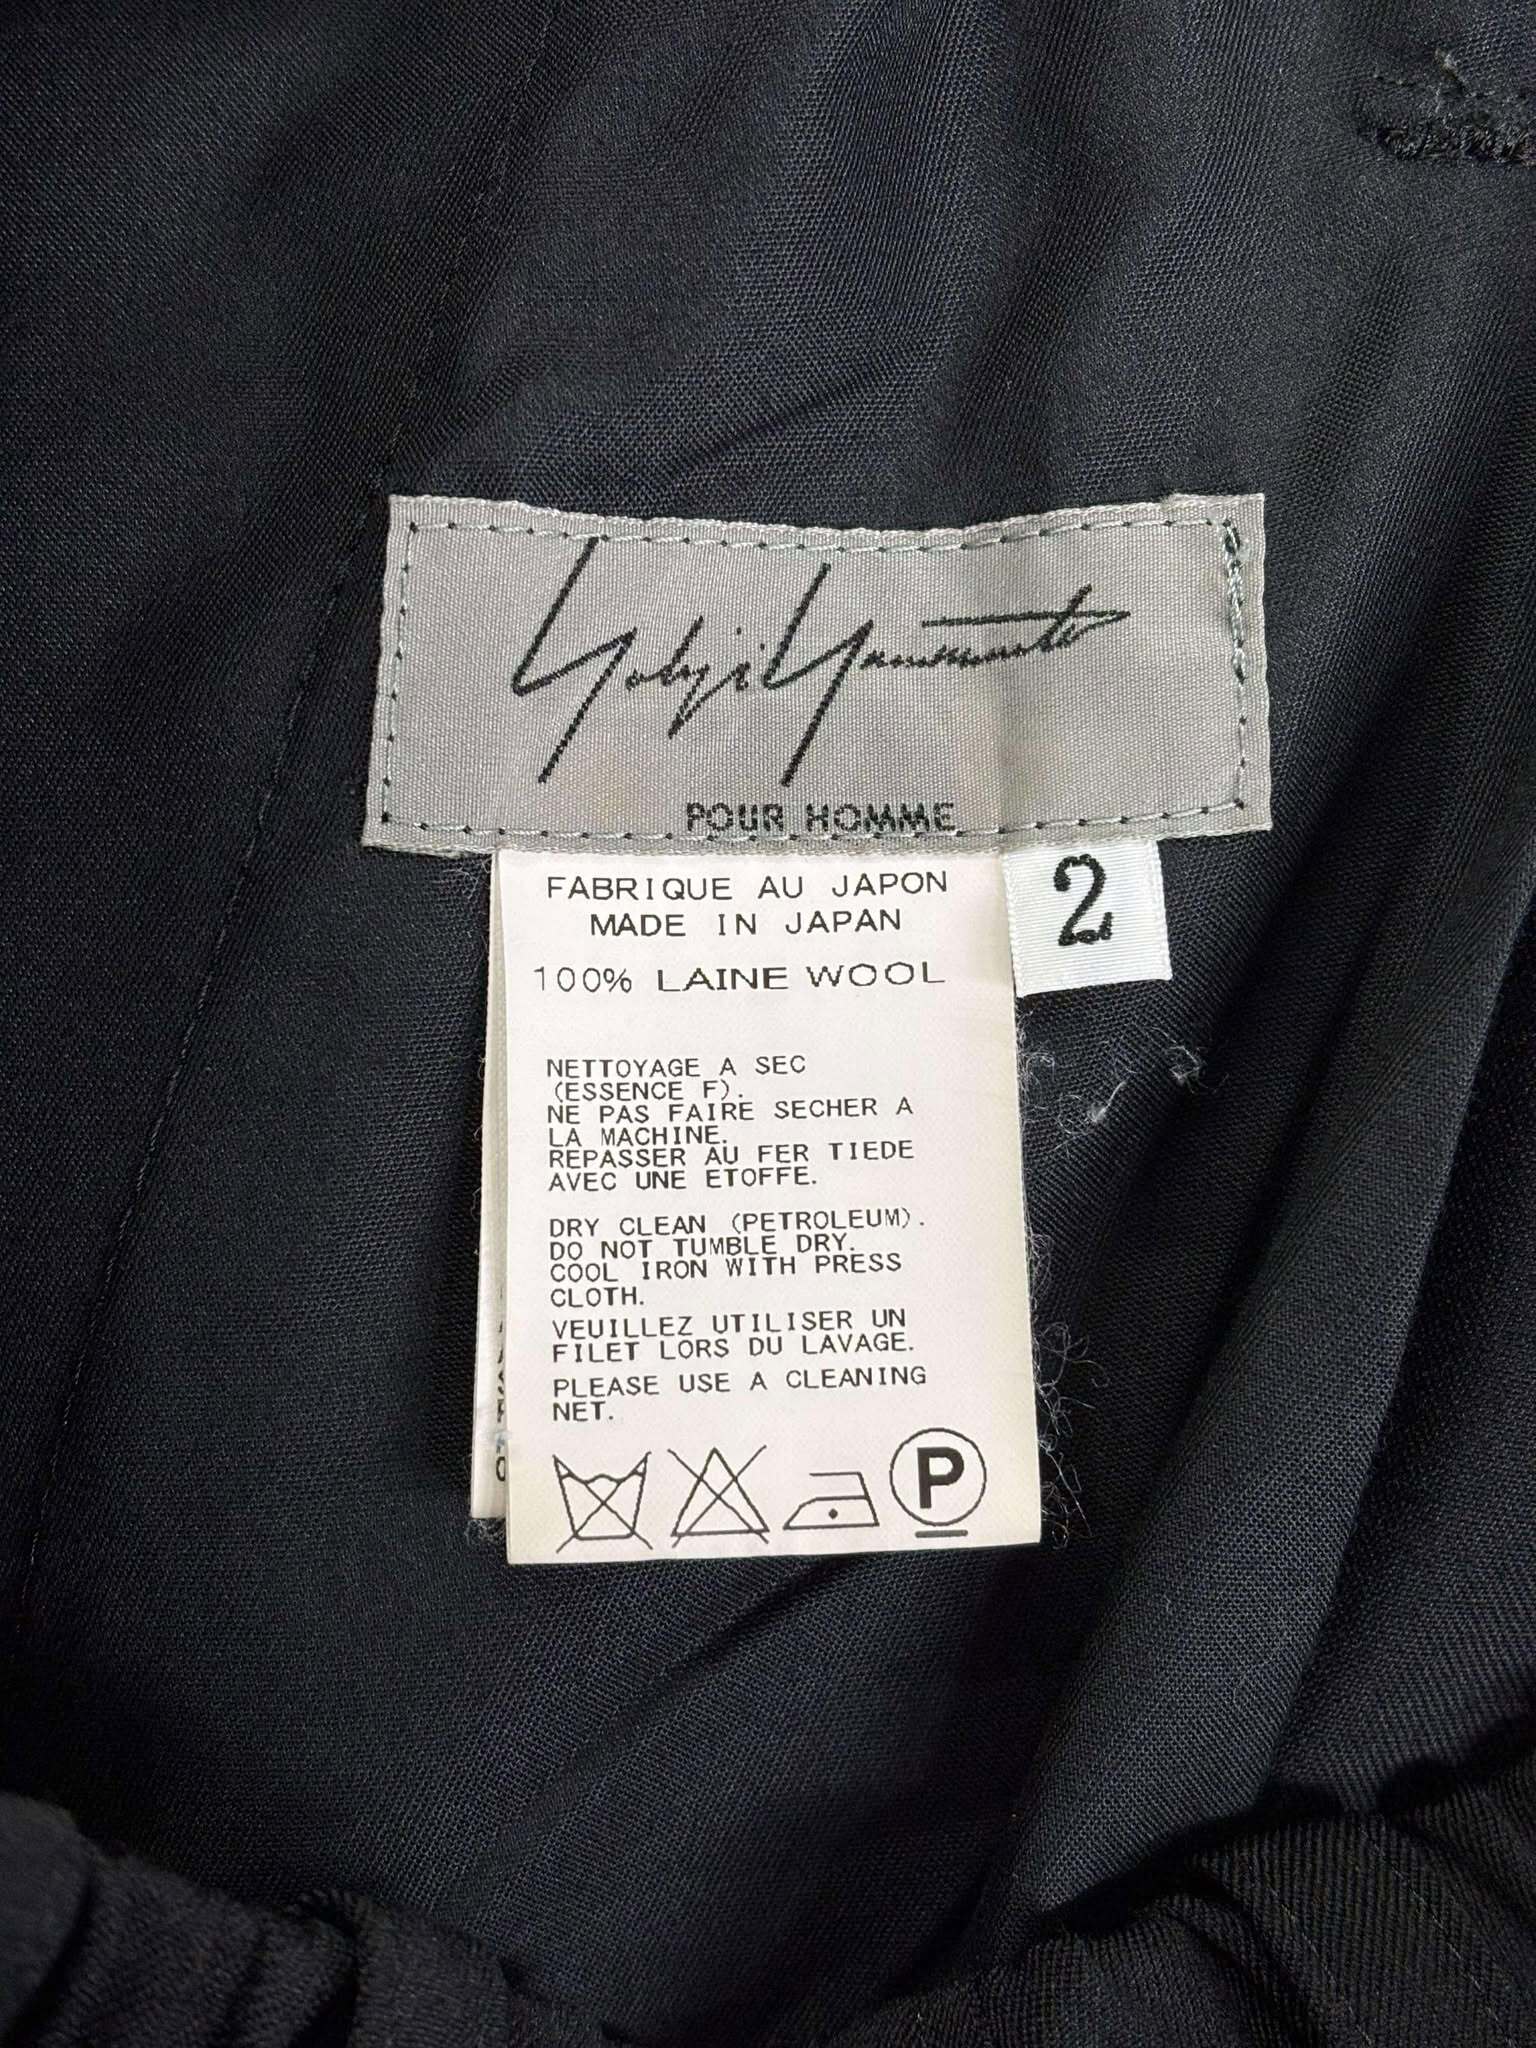 Yohji Yamamoto
POUR HOMME
2
FABRIQUE AU JAPON
MADE IN JAPAN
100% LAINE WOOL
NETTOYAGE A SEC
(ESSENCE F).
NE PAS FAIRE SECHER A
LA MACHINE.
REPASSER AU FER TIEDE
AVEC UNE ETOFFE.
DRY CLEAN (PETROLEUM).
DO NOT TUMBLE DRY.
COOL IRON WITH PRESS
CLOTH.
VEUILLEZ UTILISER UN
FILET LORS DU LAVAGE.
PLEASE USE A CLEANING
NET.
P